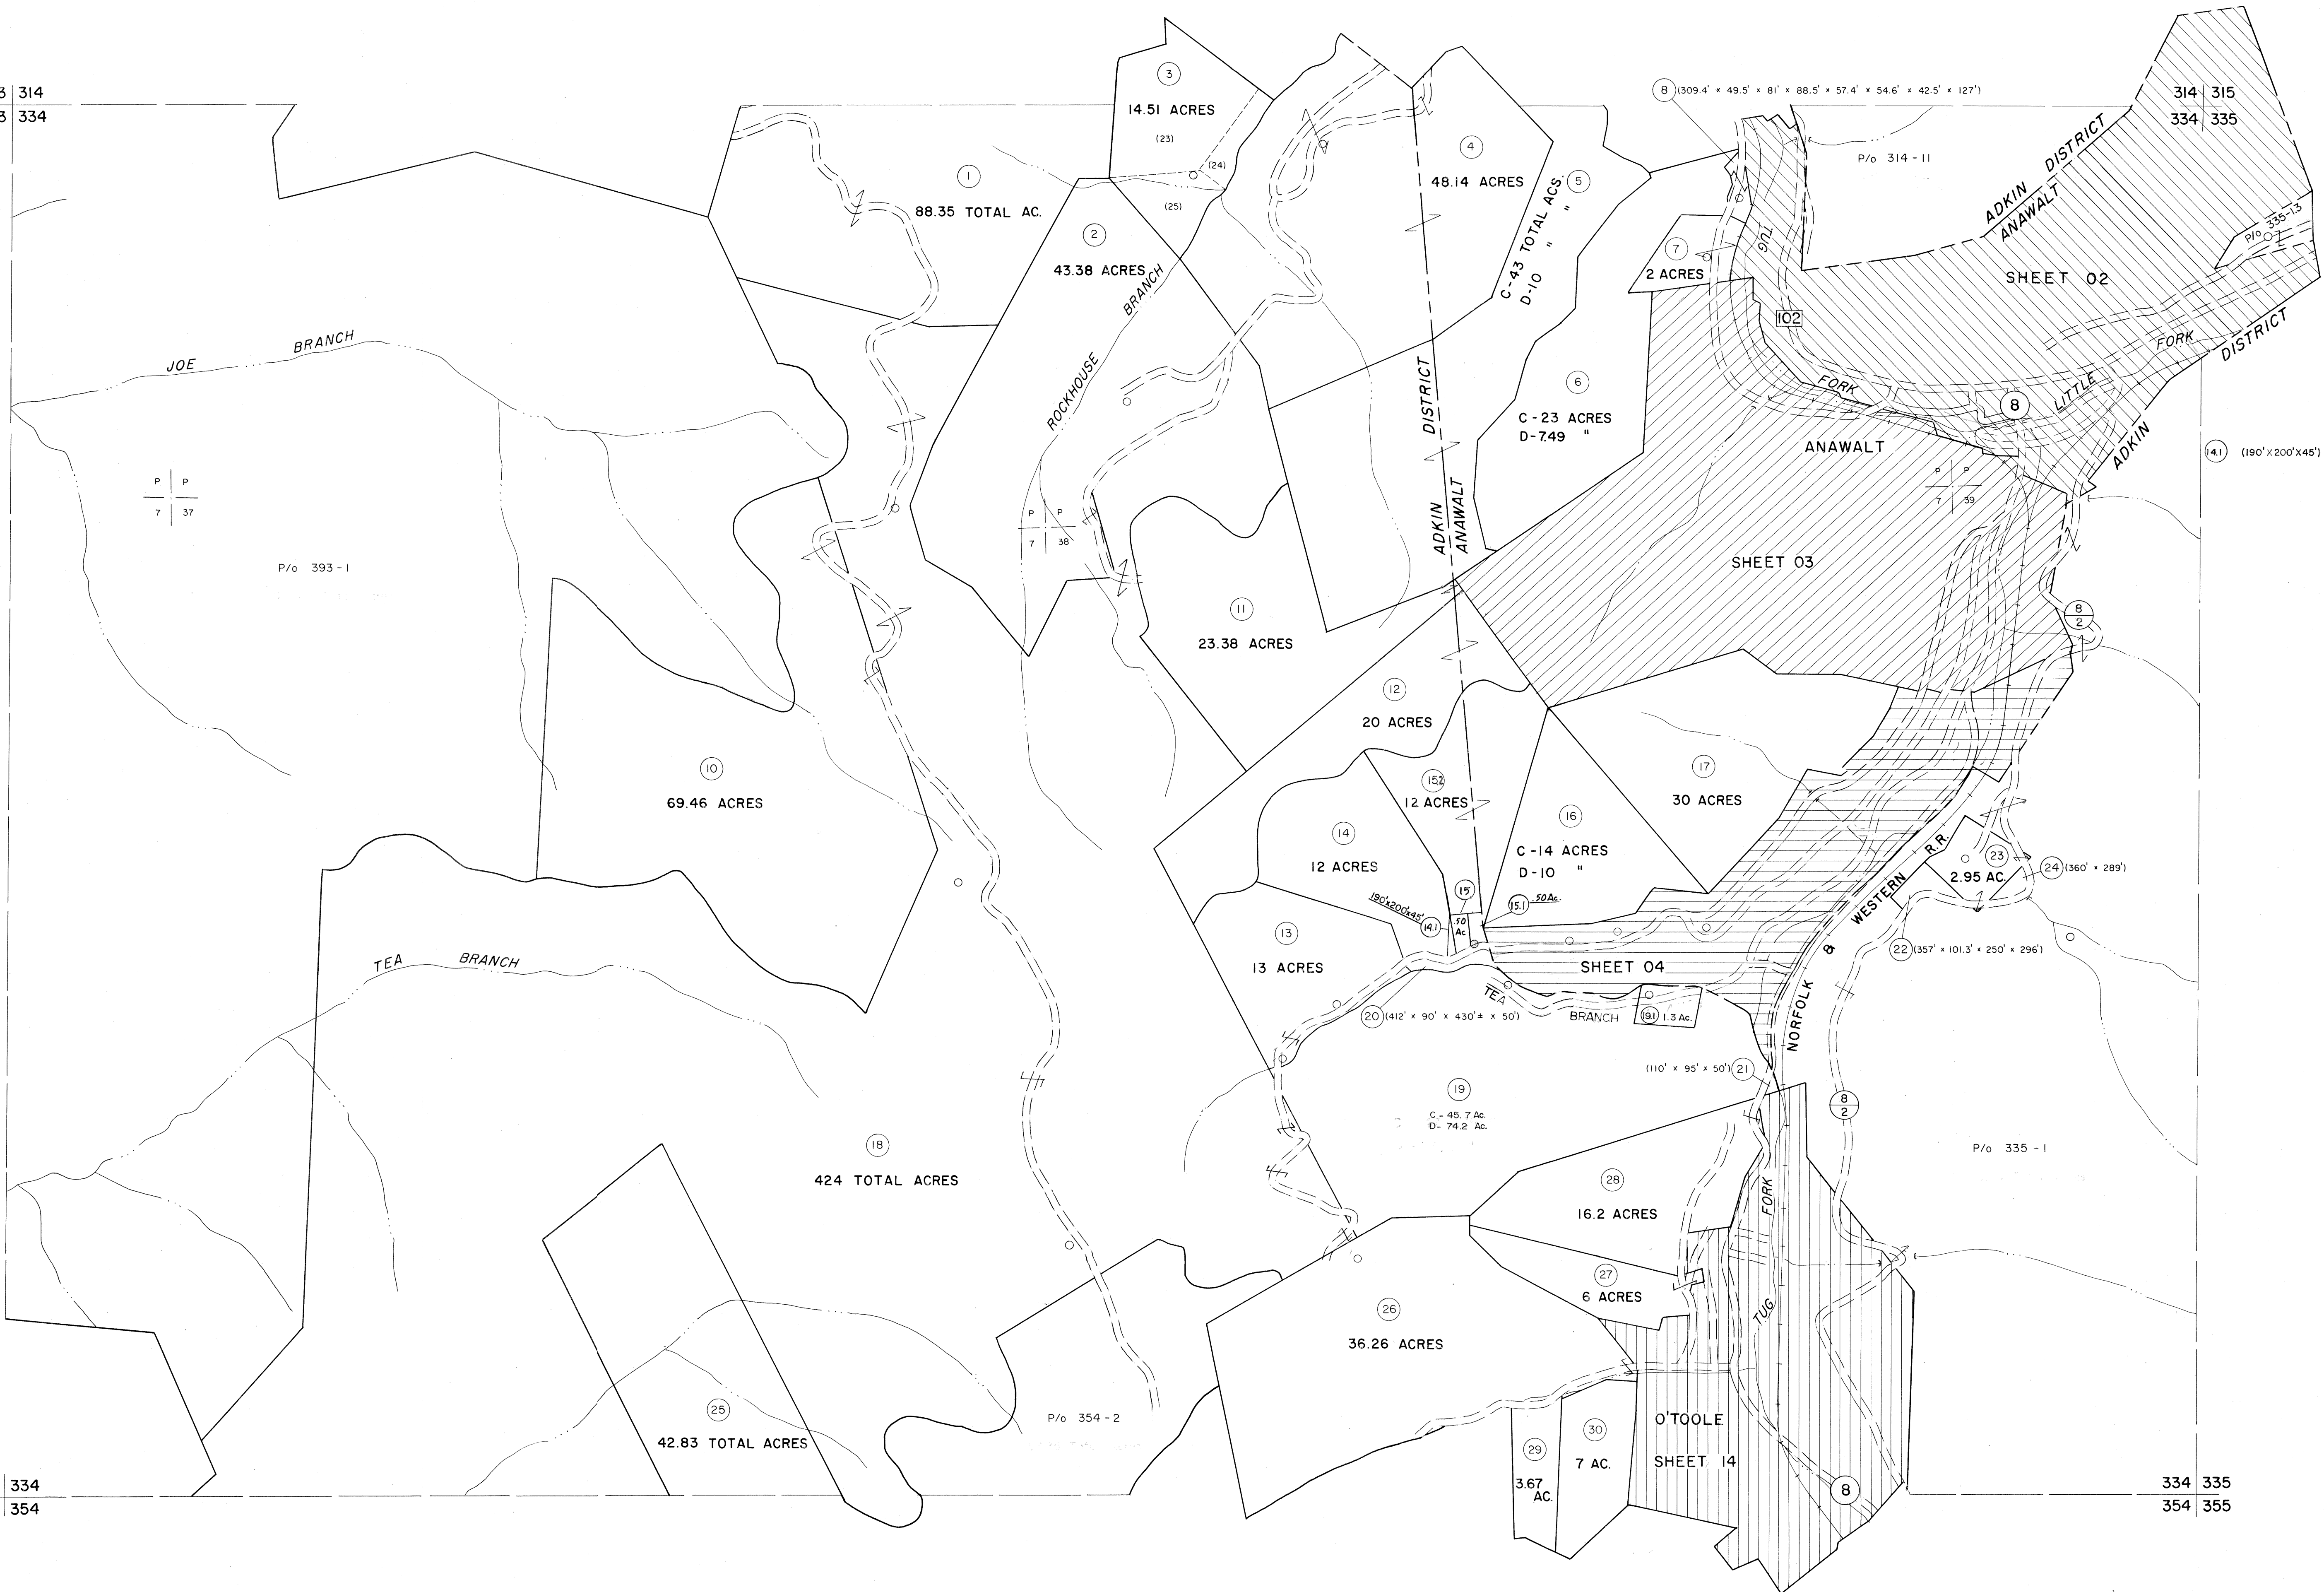 3 | 314
3 | 334
3
14.51 ACRES
(23)
(24)
(25)
1
88.35 TOTAL AC.
2
43.38 ACRES
ROCKHOUSE BRANCH
4
48.14 ACRES
5
C-43 TOTAL ACS.
D-10 " "
8 (309.4' x 49.5' x 81' x 88.5' x 57.4' x 54.6' x 42.5' x 127')
P/o 314-11
314 | 315
334 | 335
ADKIN DISTRICT
ANAWALT
P/o 335-1.3
SHEET 02
7
2 ACRES
TUG
102
FORK
LITTLE
FORK
DISTRICT
ADKIN
8
JOE BRANCH
6
C-23 ACRES
D-7.49 "
ANAWALT
14.1 (190'x200'x45')
P P
7 37
P P
7 38
P P
7 39
DISTRICT
ADKIN
ANAWALT
P/o 393-1
SHEET 03
11
23.38 ACRES
8
2
12
20 ACRES
10
69.46 ACRES
15.2
12 ACRES
17
30 ACRES
14
12 ACRES
16
C-14 ACRES
D-10 "
23
2.95 AC.
24 (360' x 289')
190'x200'x45'
14.1
15
.50
Ac
15.1 .50 Ac.
13
13 ACRES
22 (357' x 101.3' x 250' x 296')
NORFOLK & WESTERN R.R.
SHEET 04
TEA BRANCH
TEA BRANCH
20 (412' x 90' x 430'± x 50')
19.1 1.3 Ac.
(110' x 95' x 50') 21
19
C-45.7 Ac.
D-74.2 Ac.
8
2
18
424 TOTAL ACRES
P/o 335-1
28
16.2 ACRES
FORK
27
6 ACRES
TUG
26
36.26 ACRES
25
42.83 TOTAL ACRES
P/o 354-2
29
3.67
AC.
30
7 AC.
O'TOOLE
SHEET 14
8
334
354
334 | 335
354 | 355